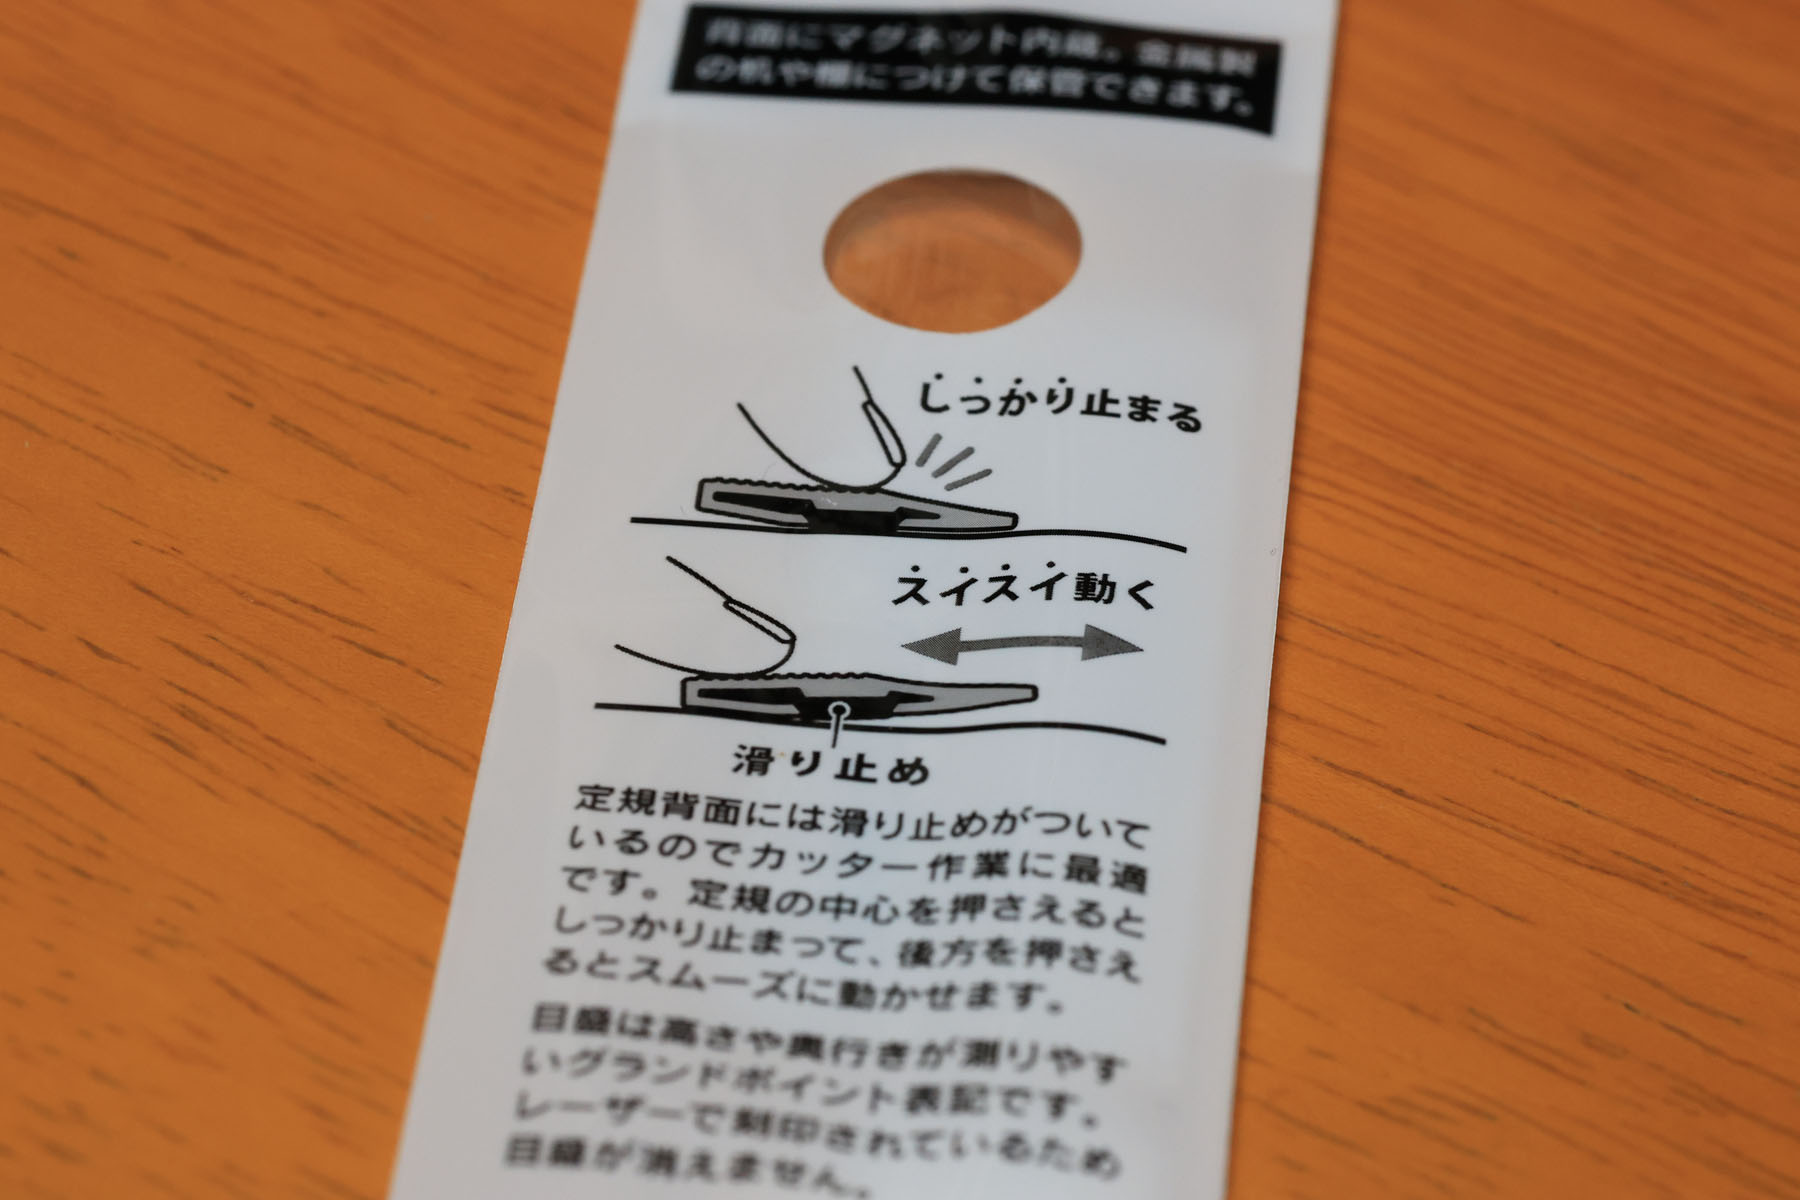 背面にマグネット内蔵。金属製
の机や棚につけて保管できます。
しっかり止まる
スイスイ動く
滑り止め
定規背面には滑り止めがついて
いるのでカッター作業に最適
です。定規の中心を押さえると
しっかり止まって、後方を押さえ
るとスムーズに動かせます。
目盛は高さや奥行きが測りやす
いグランドポイント表記です。
レーザーで刻印されているため
目盛が消えません。